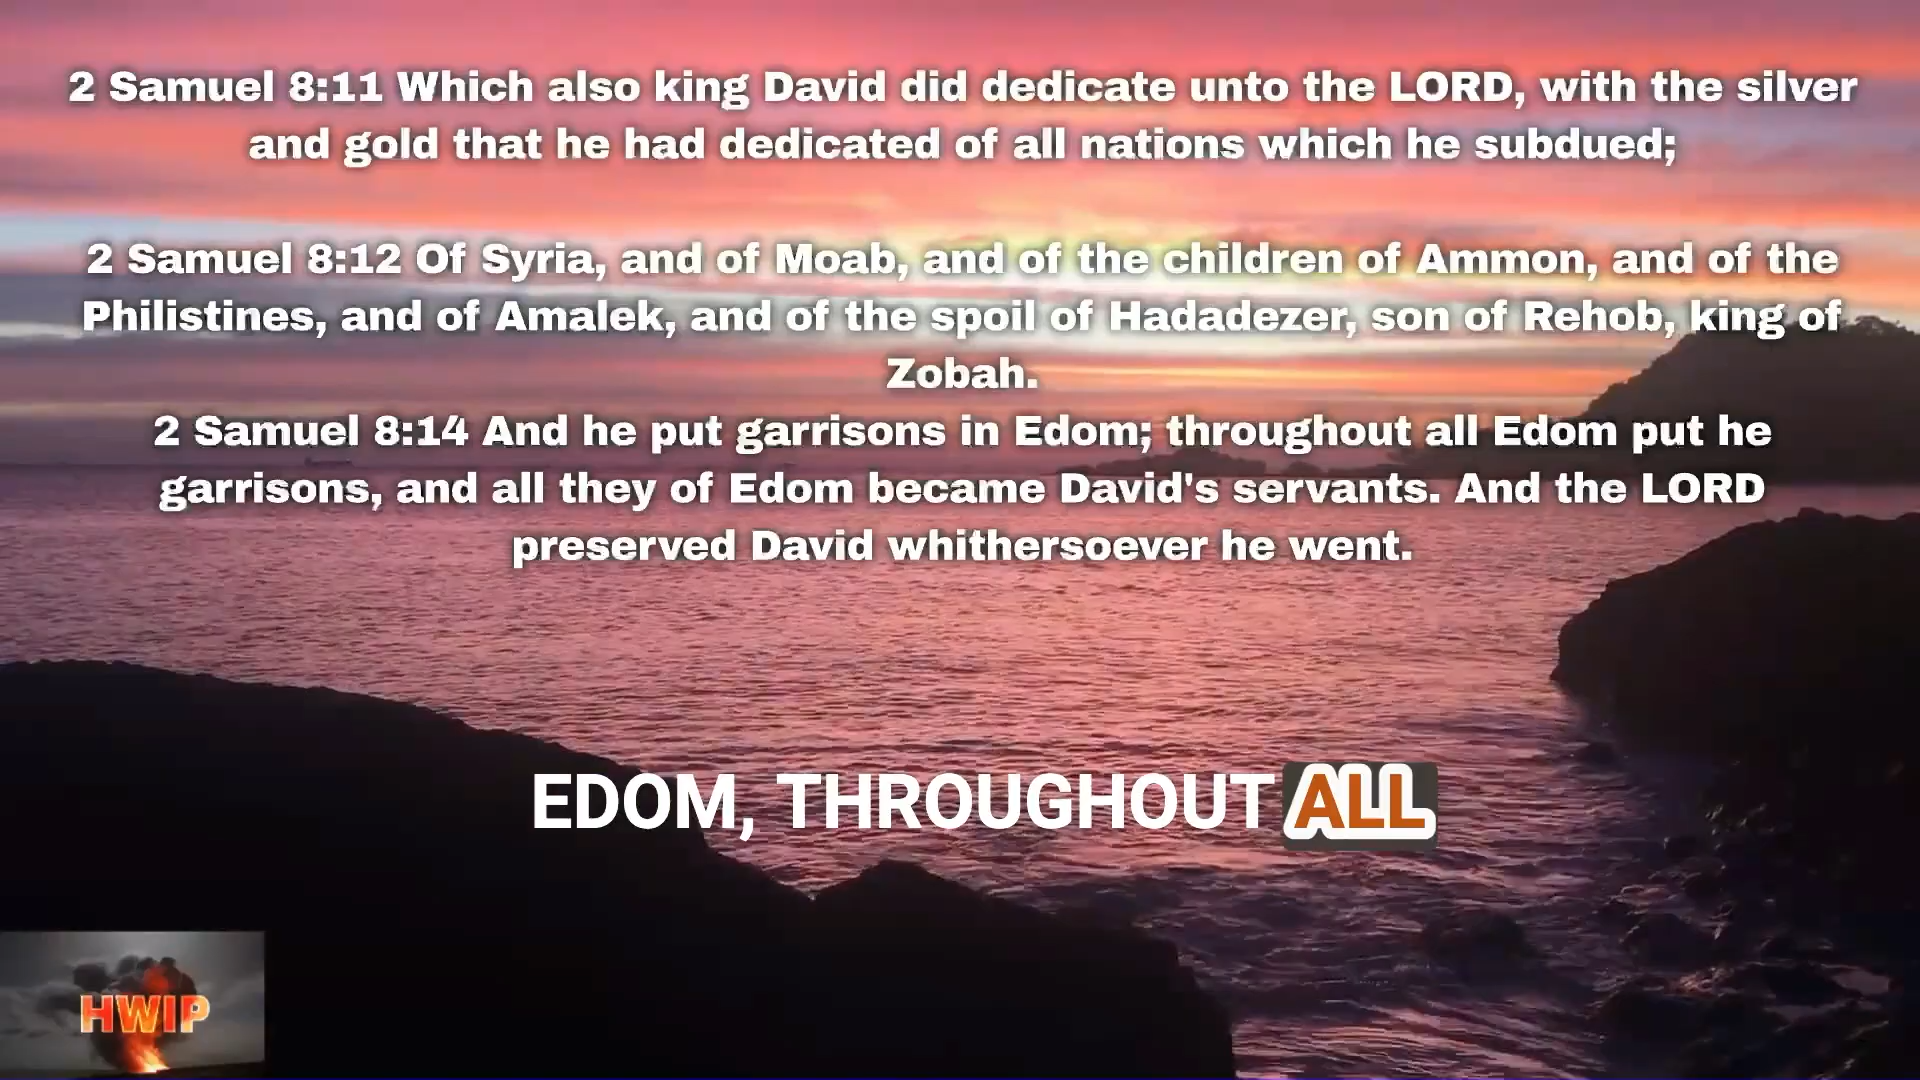 2 Samuel 8:11 Which also king David did dedicate unto the LORD, with the silver
and gold that he had dedicated of all nations which he subdued;
2 Samuel 8:12 Of Syria, and of Moab, and of the children of Ammon, and of the
Philistines, and of Amalek, and of the spoil of Hadadezer, son of Rehob, king of
Zobah.
2 Samuel 8:14 And he put garrisons in Edom; throughout all Edom put he
garrisons, and all they of Edom became David's servants. And the LORD
preserved David whithersoever he went.
EDOM, THROUGHOUT ALL
HWIP